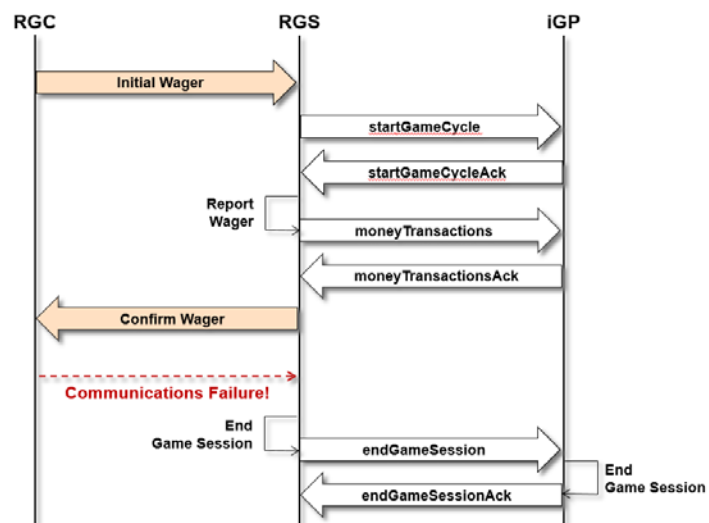 RGC
RGS
iGP
Initial Wager
startGameCycle
startGameCycleAck
Report
Wager
moneyTransactions
moneyTransactionsAck
Confirm Wager
Communications Failure!
End
Game Session
endGameSession
End
Game Session
endGameSessionAck